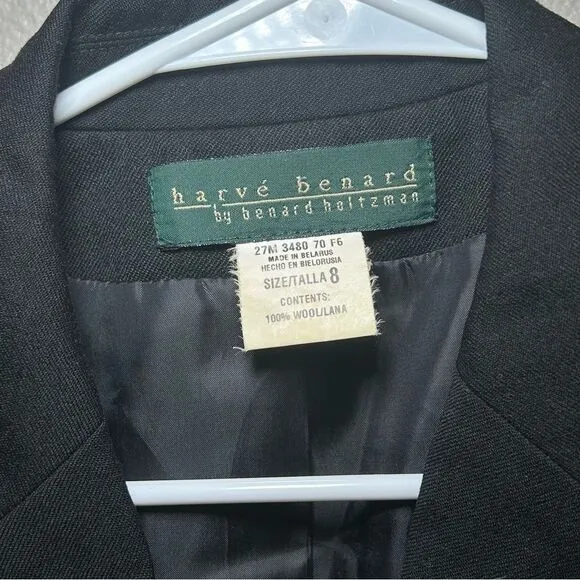 harvé benard
by benard holtzman
27M 3480 70 F6
MADE IN BELARUS
HECHO EN BIELORUSIA
SIZE/TALLA 8
CONTENTS:
100% WOOL/LANA